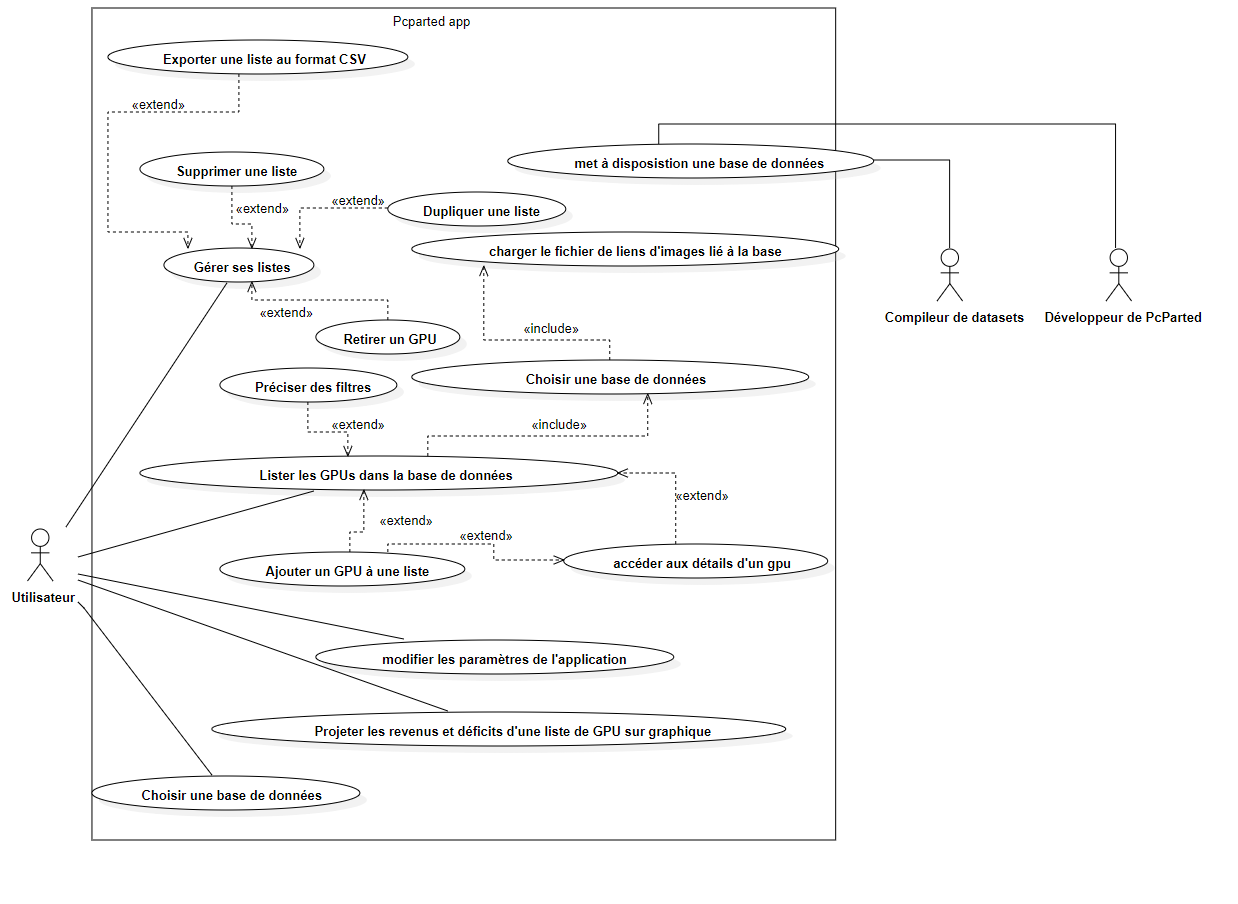 Pcparted app
Exporter une liste au format CSV
«extend»
met à disposistion une base de données
Supprimer une liste
«extend»
«extend»
Dupliquer une liste
charger le fichier de liens d'images lié à la base
Gérer ses listes
«extend»
Compileur de datasets
Développeur de PcParted
«include»
Retirer un GPU
Choisir une base de données
Préciser des filtres
«extend»
«include»
Lister les GPUs dans la base de données
«extend»
«extend»
«extend»
accéder aux détails d'un gpu
Ajouter un GPU à une liste
Utilisateur
modifier les paramètres de l'application
Projeter les revenus et déficits d'une liste de GPU sur graphique
Choisir une base de données